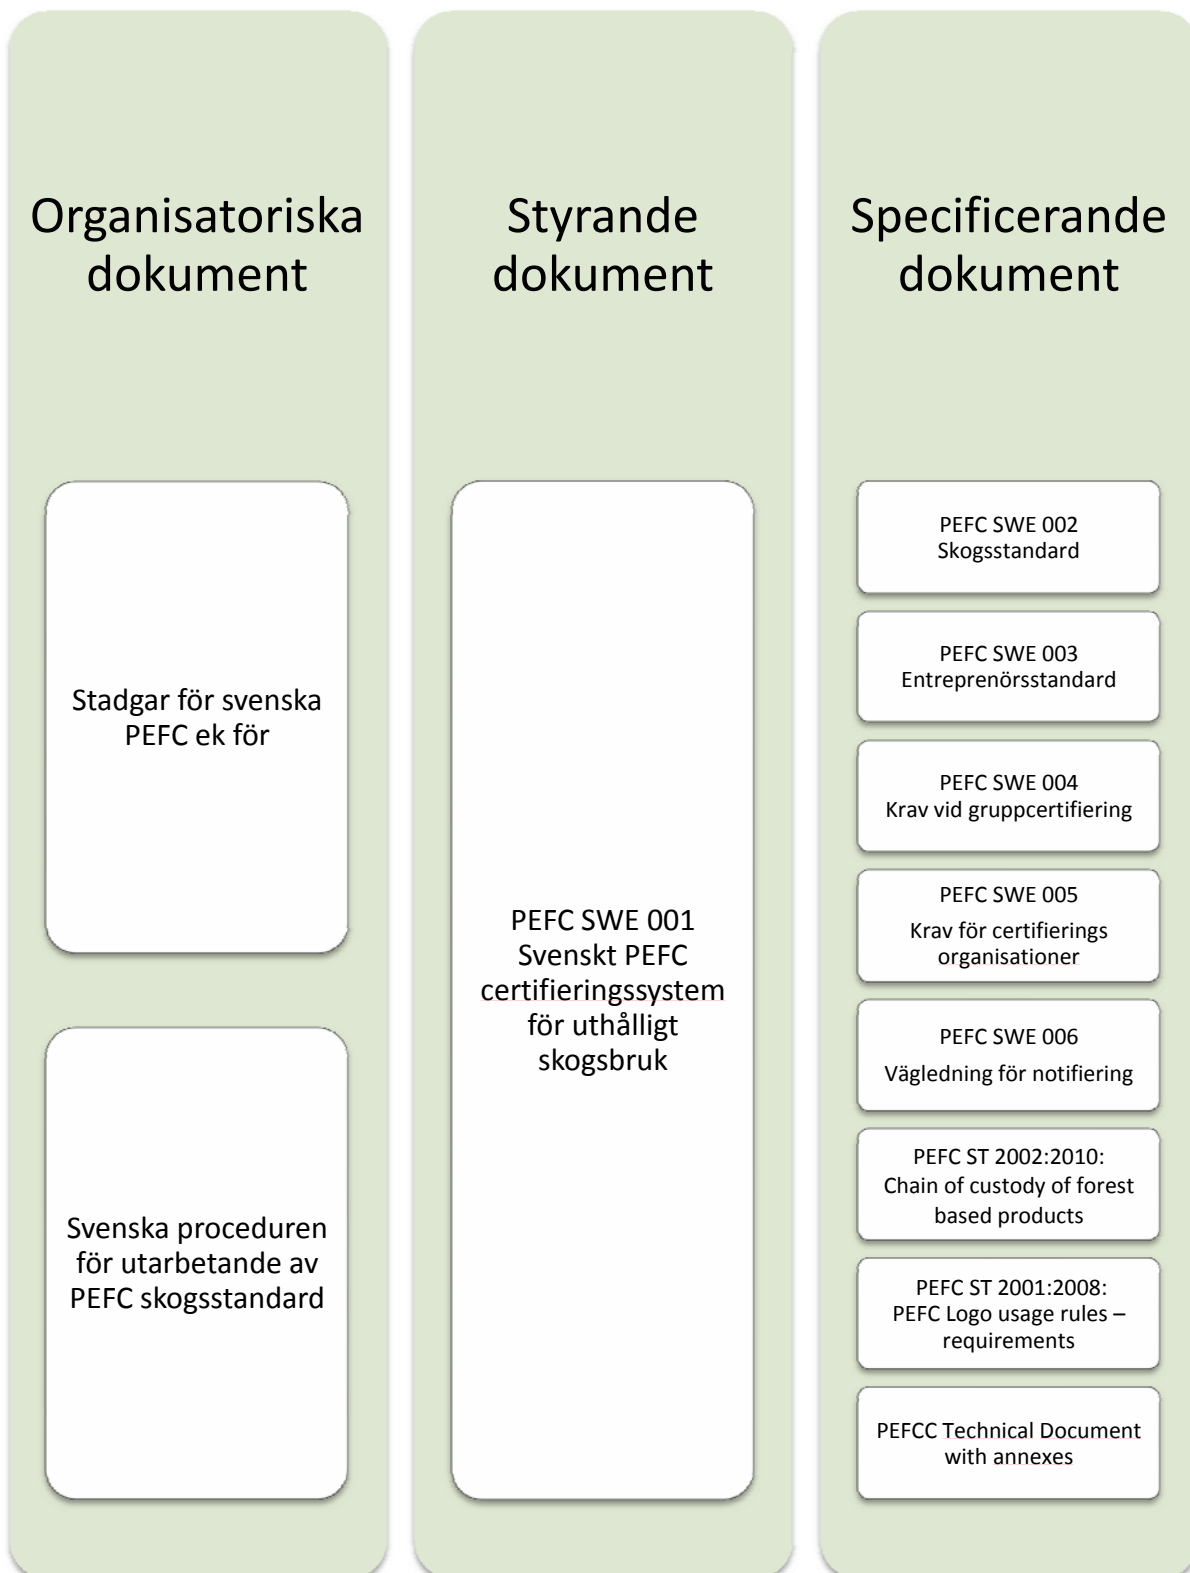 Organisatoriska
dokument
Stadgar för svenska
PEFC ek för
Svenska proceduren
för utarbetande av
PEFC skogsstandard
Styrande
dokument
PEFC SWE 001
Svenskt PEFC
certifieringssystem
för uthålligt
skogsbruk
Specificerande
dokument
PEFC SWE 002
Skogsstandard
PEFC SWE 003
Entreprenörsstandard
PEFC SWE 004
Krav vid gruppcertifiering
PEFC SWE 005
Krav för certifierings
organisationer
PEFC SWE 006
Vägledning för notifiering
PEFC ST 2002:2010:
Chain of custody of forest
based products
PEFC ST 2001:2008:
PEFC Logo usage rules –
requirements
PEFCC Technical Document
with annexes